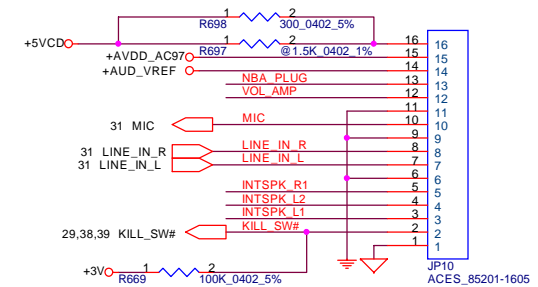 1 2
R698 300_0402_5%
+5VCD
1 2
R697 @1.5K_0402_1%
16 16
+AVDD_AC97 15 15
+AUD_VREF 14 14
NBA_PLUG 13 13
VOL_AMP 12 12
11 11
31 MIC MIC 10 10
9 9
31 LINE_IN_R LINE_IN_R 8 8
31 LINE_IN_L LINE_IN_L 7 7
6 6
INTSPK_R1 5 5
INTSPK_L2 4 4
INTSPK_L1 3 3
29,38,39 KILL_SW# KILL_SW# 2 2
1 1
+3V 1 2
R669 100K_0402_5%
JP10
ACES_85201-1605